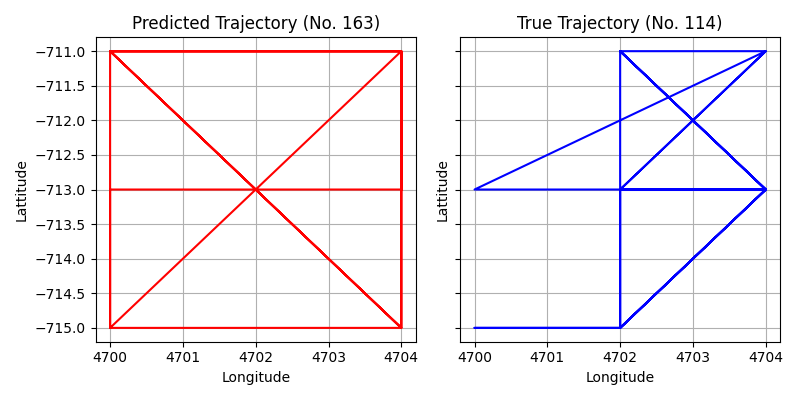 Predicted Trajectory (No. 163)
True Trajectory (No. 114)
−711.0
−711.5
−712.0
−712.5
−713.0
−713.5
−714.0
−714.5
−715.0
Lattitude
Lattitude
4700 4701 4702 4703 4704
4700 4701 4702 4703 4704
Longitude
Longitude